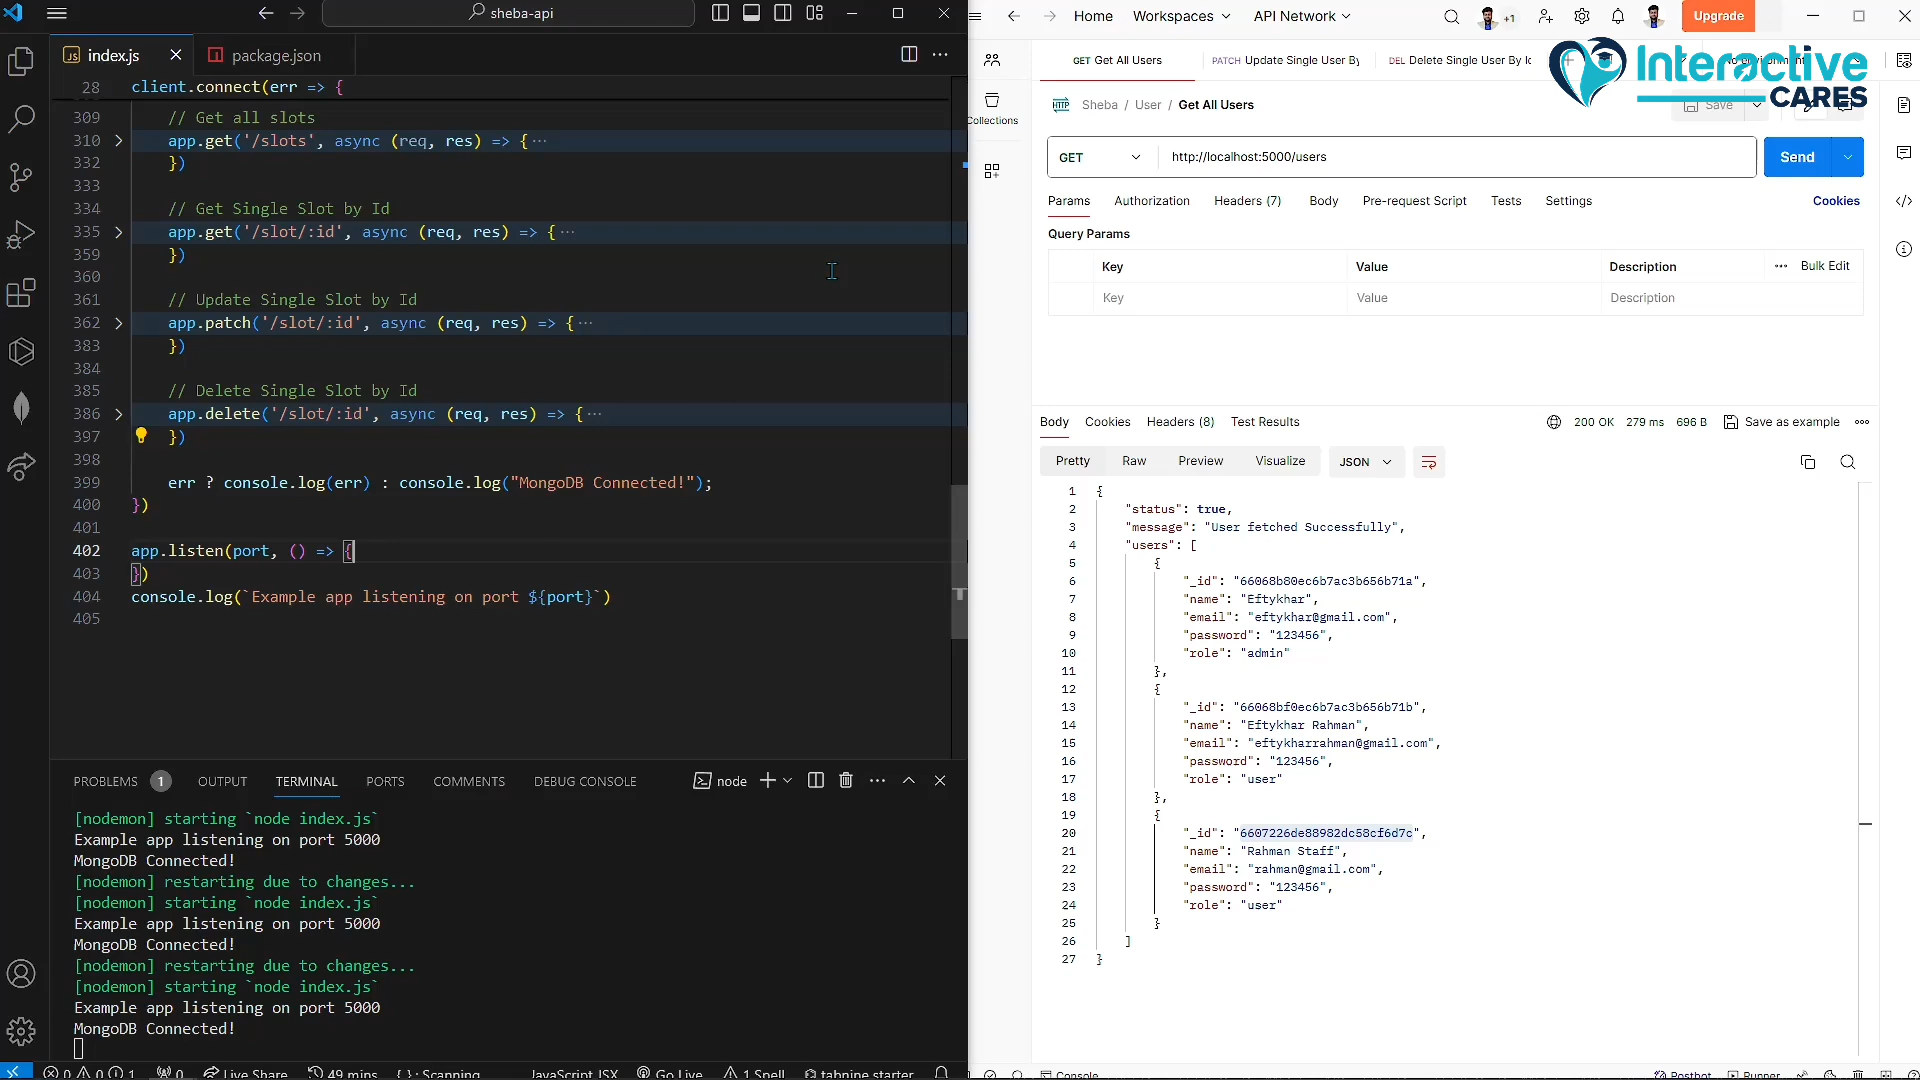 sheba-api
index.js
package.json
28 client.connect(err => {
309 // Get all slots
310 app.get('/slots', async (req, res) => {···
332 })
333
334 // Get Single Slot by Id
335 app.get('/slot/:id', async (req, res) => {···
359 })
360
361 // Update Single Slot by Id
362 app.patch('/slot/:id', async (req, res) => {···
383 })
384
385 // Delete Single Slot by Id
386 app.delete('/slot/:id', async (req, res) => {···
397 })
398
399 err ? console.log(err) : console.log("MongoDB Connected!");
400 })
401
402 app.listen(port, () => {
403 })
404 console.log(`Example app listening on port ${port}`)
405
PROBLEMS 1 OUTPUT TERMINAL PORTS COMMENTS DEBUG CONSOLE node
[nodemon] starting `node index.js`
Example app listening on port 5000
MongoDB Connected!
[nodemon] restarting due to changes...
[nodemon] starting `node index.js`
Example app listening on port 5000
MongoDB Connected!
[nodemon] restarting due to changes...
[nodemon] starting `node index.js`
Example app listening on port 5000
MongoDB Connected!
0 0 1 0 Live Share 49 mins {} : Scanning JavaScript JSX Go Live 1 Spell tabnine starter
Home Workspaces API Network +1 Upgrade
GET Get All Users PATCH Update Single User By DEL Delete Single User By Id
Interactive
CARES
Sheba / User / Get All Users Save
Collections
GET http://localhost:5000/users Send
Params Authorization Headers (7) Body Pre-request Script Tests Settings Cookies
Query Params
Key Value Description ··· Bulk Edit
Key Value Description
Body Cookies Headers (8) Test Results 200 OK 279 ms 696 B Save as example
Pretty Raw Preview Visualize JSON
1 {
2 "status": true,
3 "message": "User fetched Successfully",
4 "users": [
5 {
6 "_id": "66068b80ec6b7ac3b656b71a",
7 "name": "Eftykhar",
8 "email": "eftykhar@gmail.com",
9 "password": "123456",
10 "role": "admin"
11 },
12 {
13 "_id": "66068bf0ec6b7ac3b656b71b",
14 "name": "Eftykhar Rahman",
15 "email": "eftykharrahman@gmail.com",
16 "password": "123456",
17 "role": "user"
18 },
19 {
20 "_id": "6607226de88982dc58cf6d7c",
21 "name": "Rahman Staff",
22 "email": "rahman@gmail.com",
23 "password": "123456",
24 "role": "user"
25 }
26 ]
27 }
Console Postbot Runner